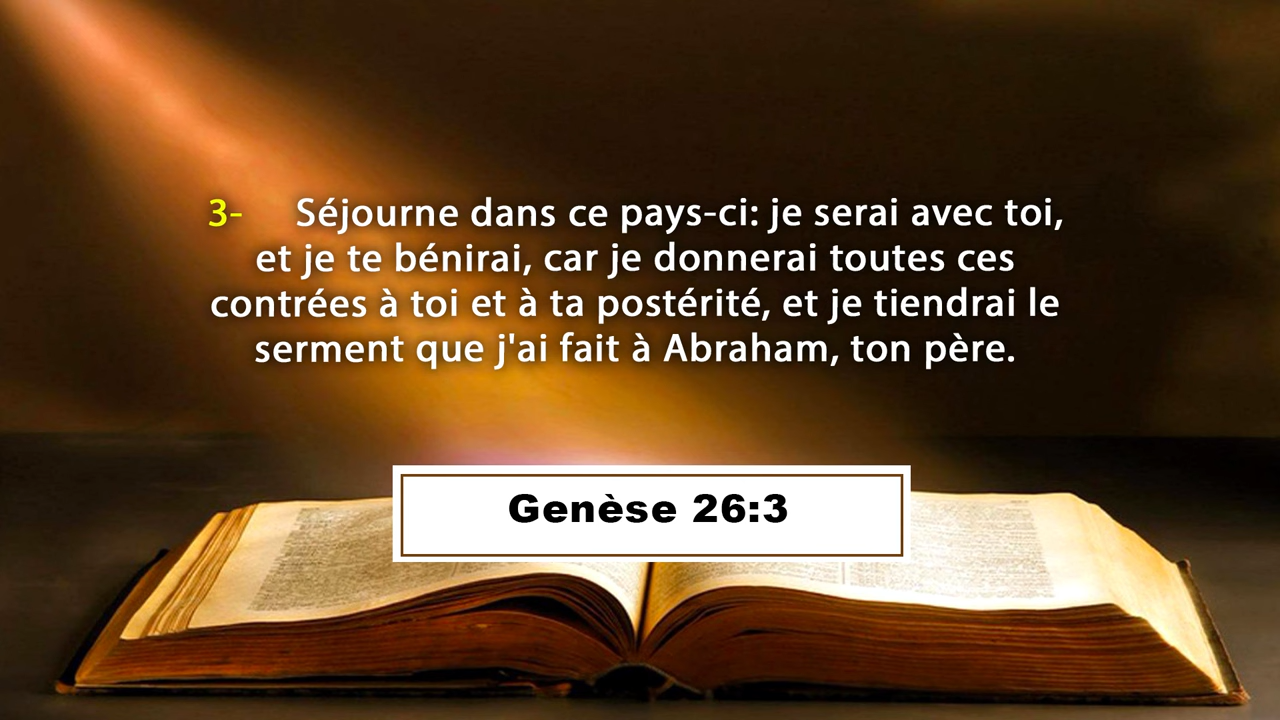 3- Séjourne dans ce pays-ci: je serai avec toi,
et je te bénirai, car je donnerai toutes ces
contrées à toi et à ta postérité, et je tiendrai le
serment que j'ai fait à Abraham, ton père.
Genèse 26:3